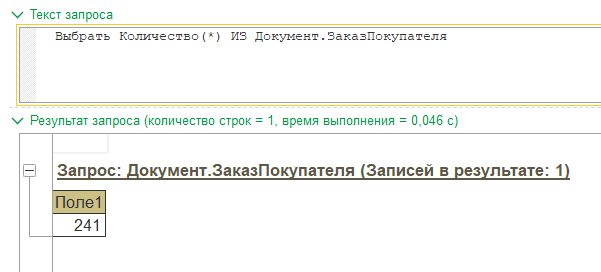 Текст запроса
Выбрать Количество(*) ИЗ Документ.ЗаказПокупателя
Результат запроса (количество строк = 1, время выполнения = 0,046 с)
Запрос: Документ.ЗаказПокупателя (Записей в результате: 1)
Поле1
241